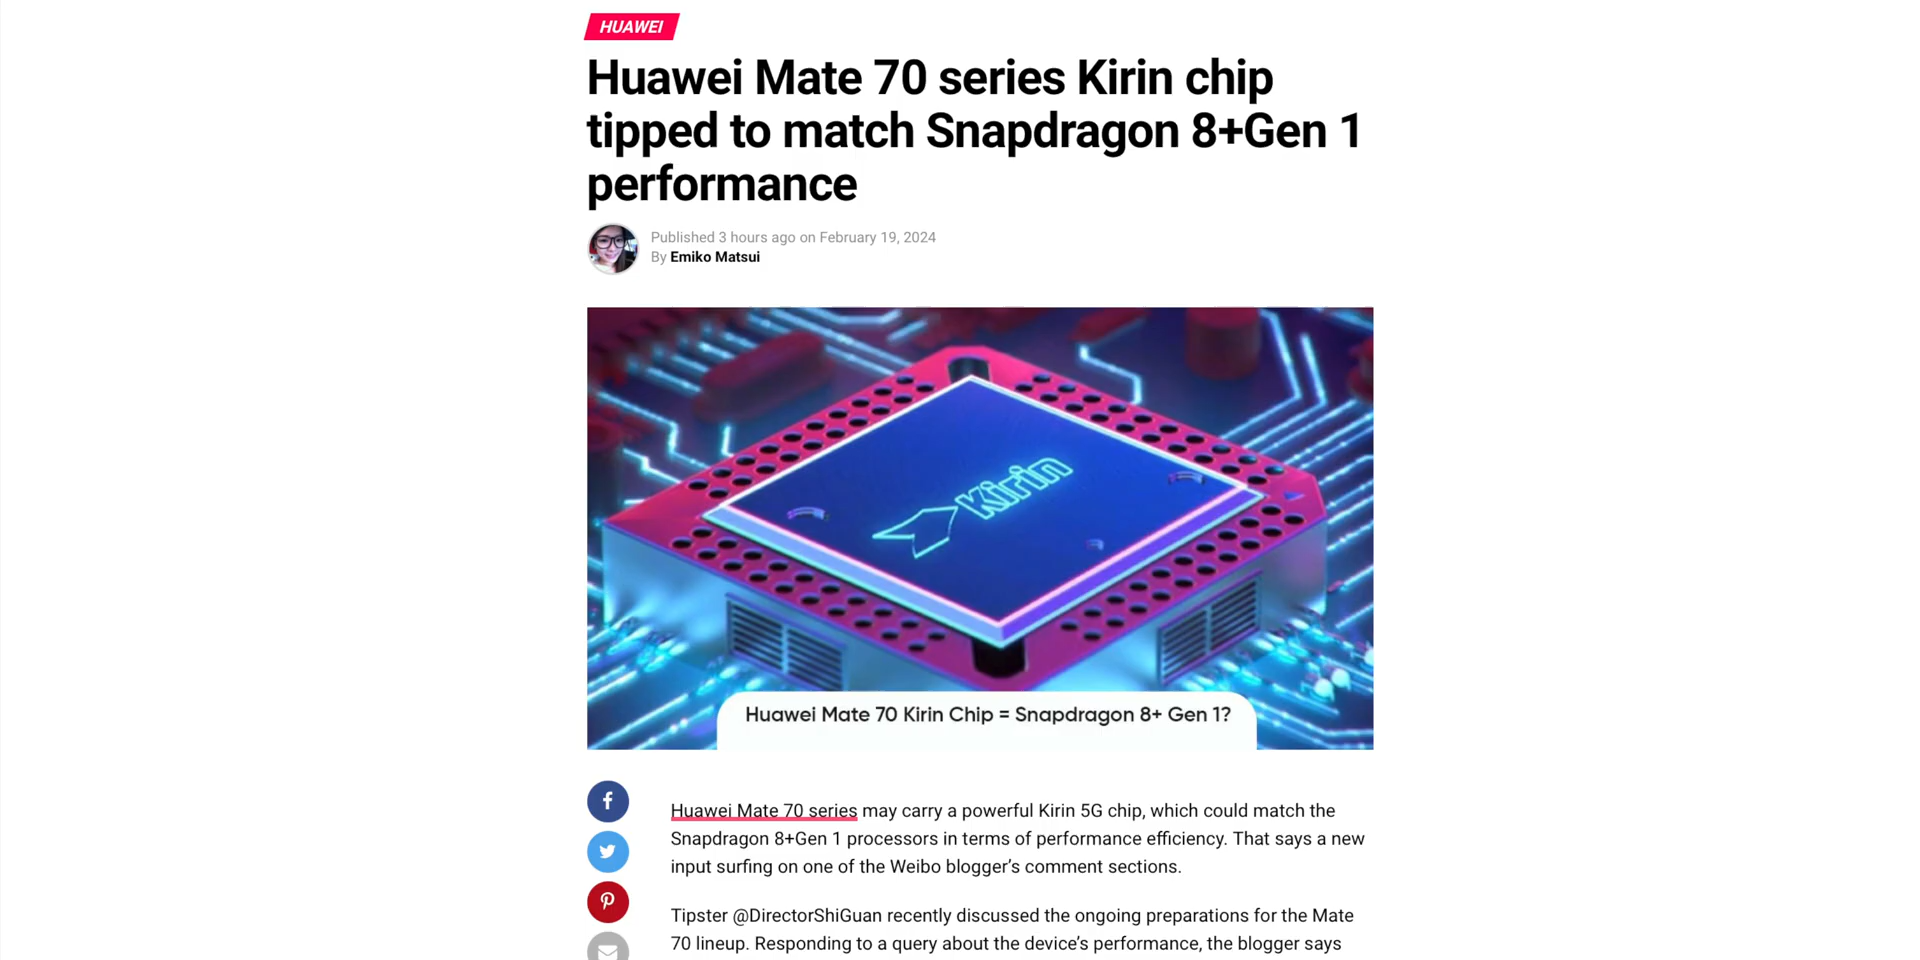 HUAWEI
Huawei Mate 70 series Kirin chip
tipped to match Snapdragon 8+Gen 1
performance
Published 3 hours ago on February 19, 2024
By Emiko Matsui
Kirin
Huawei Mate 70 Kirin Chip = Snapdragon 8+ Gen 1?
Huawei Mate 70 series may carry a powerful Kirin 5G chip, which could match the
Snapdragon 8+Gen 1 processors in terms of performance efficiency. That says a new
input surfing on one of the Weibo blogger's comment sections.
Tipster @DirectorShiGuan recently discussed the ongoing preparations for the Mate
70 lineup. Responding to a query about the device's performance, the blogger says